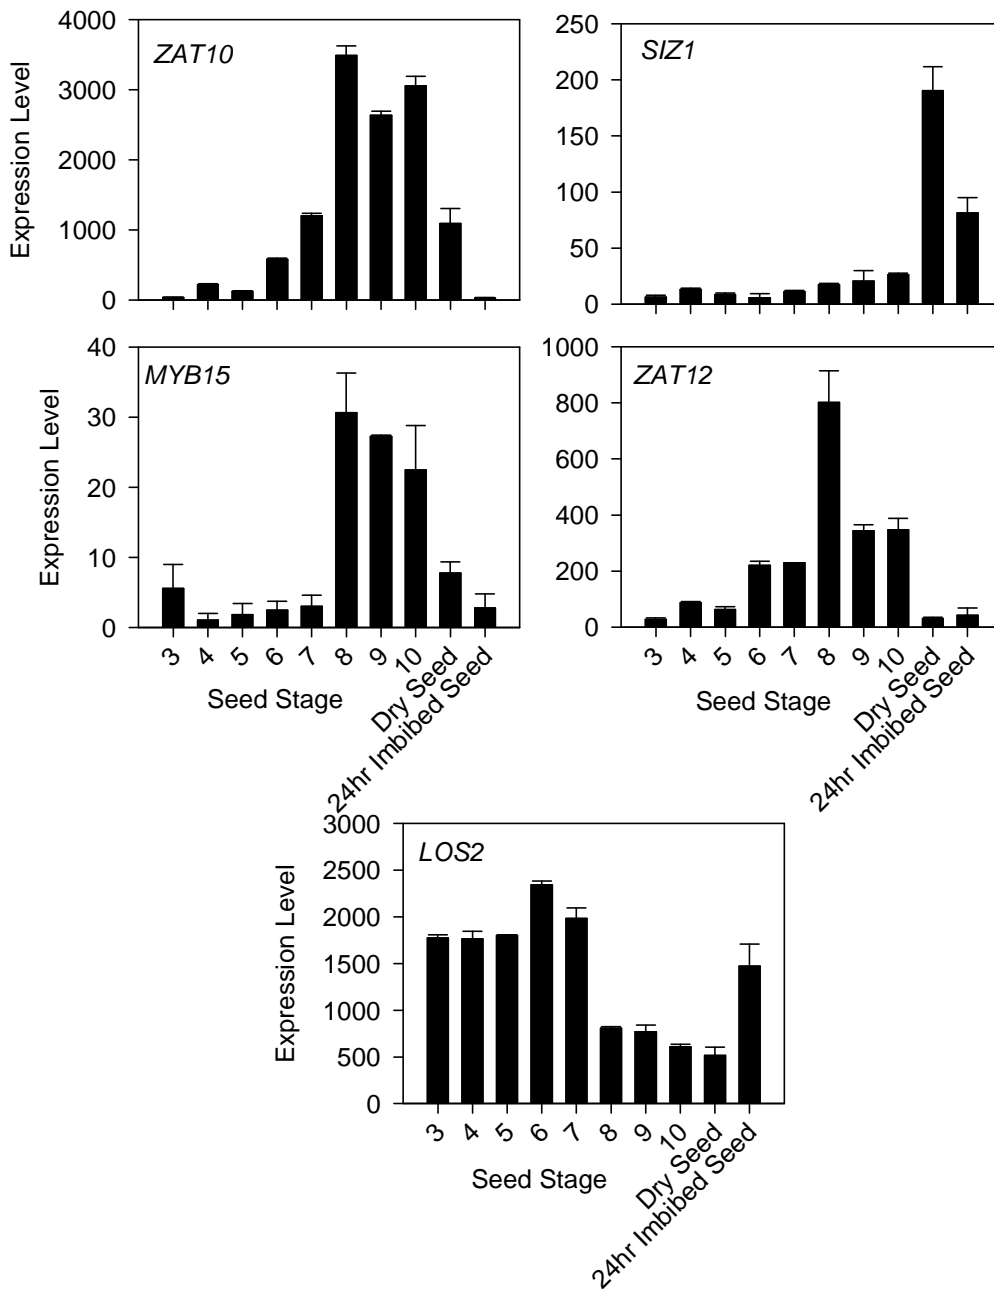 ZAT10
Expression Level
4000
3000
2000
1000
0
SIZ1
250
200
150
100
50
0
MYB15
Expression Level
40
30
20
10
0
3 4 5 6 7 8 9 10 Dry Seed 24hr Imbibed Seed
Seed Stage
ZAT12
1000
800
600
400
200
0
3 4 5 6 7 8 9 10 Dry Seed 24hr Imbibed Seed
Seed Stage
LOS2
Expression Level
3000
2500
2000
1500
1000
500
0
3 4 5 6 7 8 9 10 Dry Seed 24hr Imbibed Seed
Seed Stage